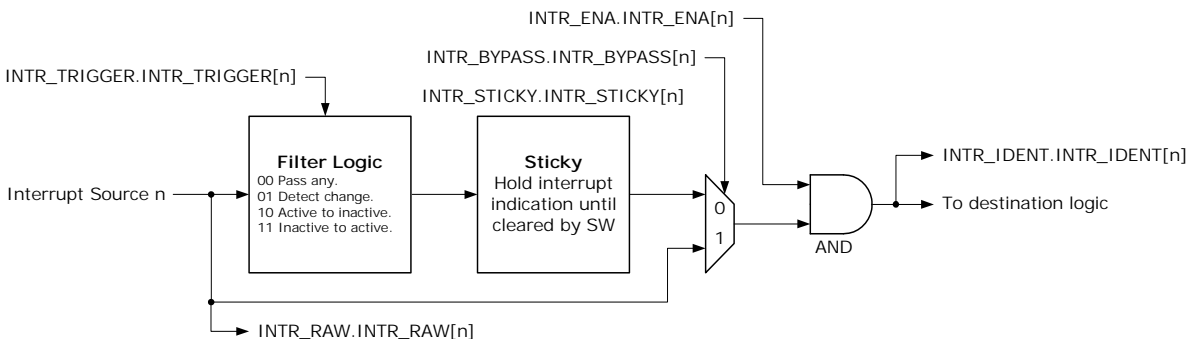 INTR_ENA.INTR_ENA[n]
INTR_BYPASS.INTR_BYPASS[n]
INTR_TRIGGER.INTR_TRIGGER[n]
INTR_STICKY.INTR_STICKY[n]
Filter Logic
00 Pass any.
01 Detect change.
10 Active to inactive.
11 Inactive to active.
Sticky
Hold interrupt
indication until
cleared by SW
Interrupt Source n
0
1
AND
INTR_IDENT.INTR_IDENT[n]
To destination logic
INTR_RAW.INTR_RAW[n]